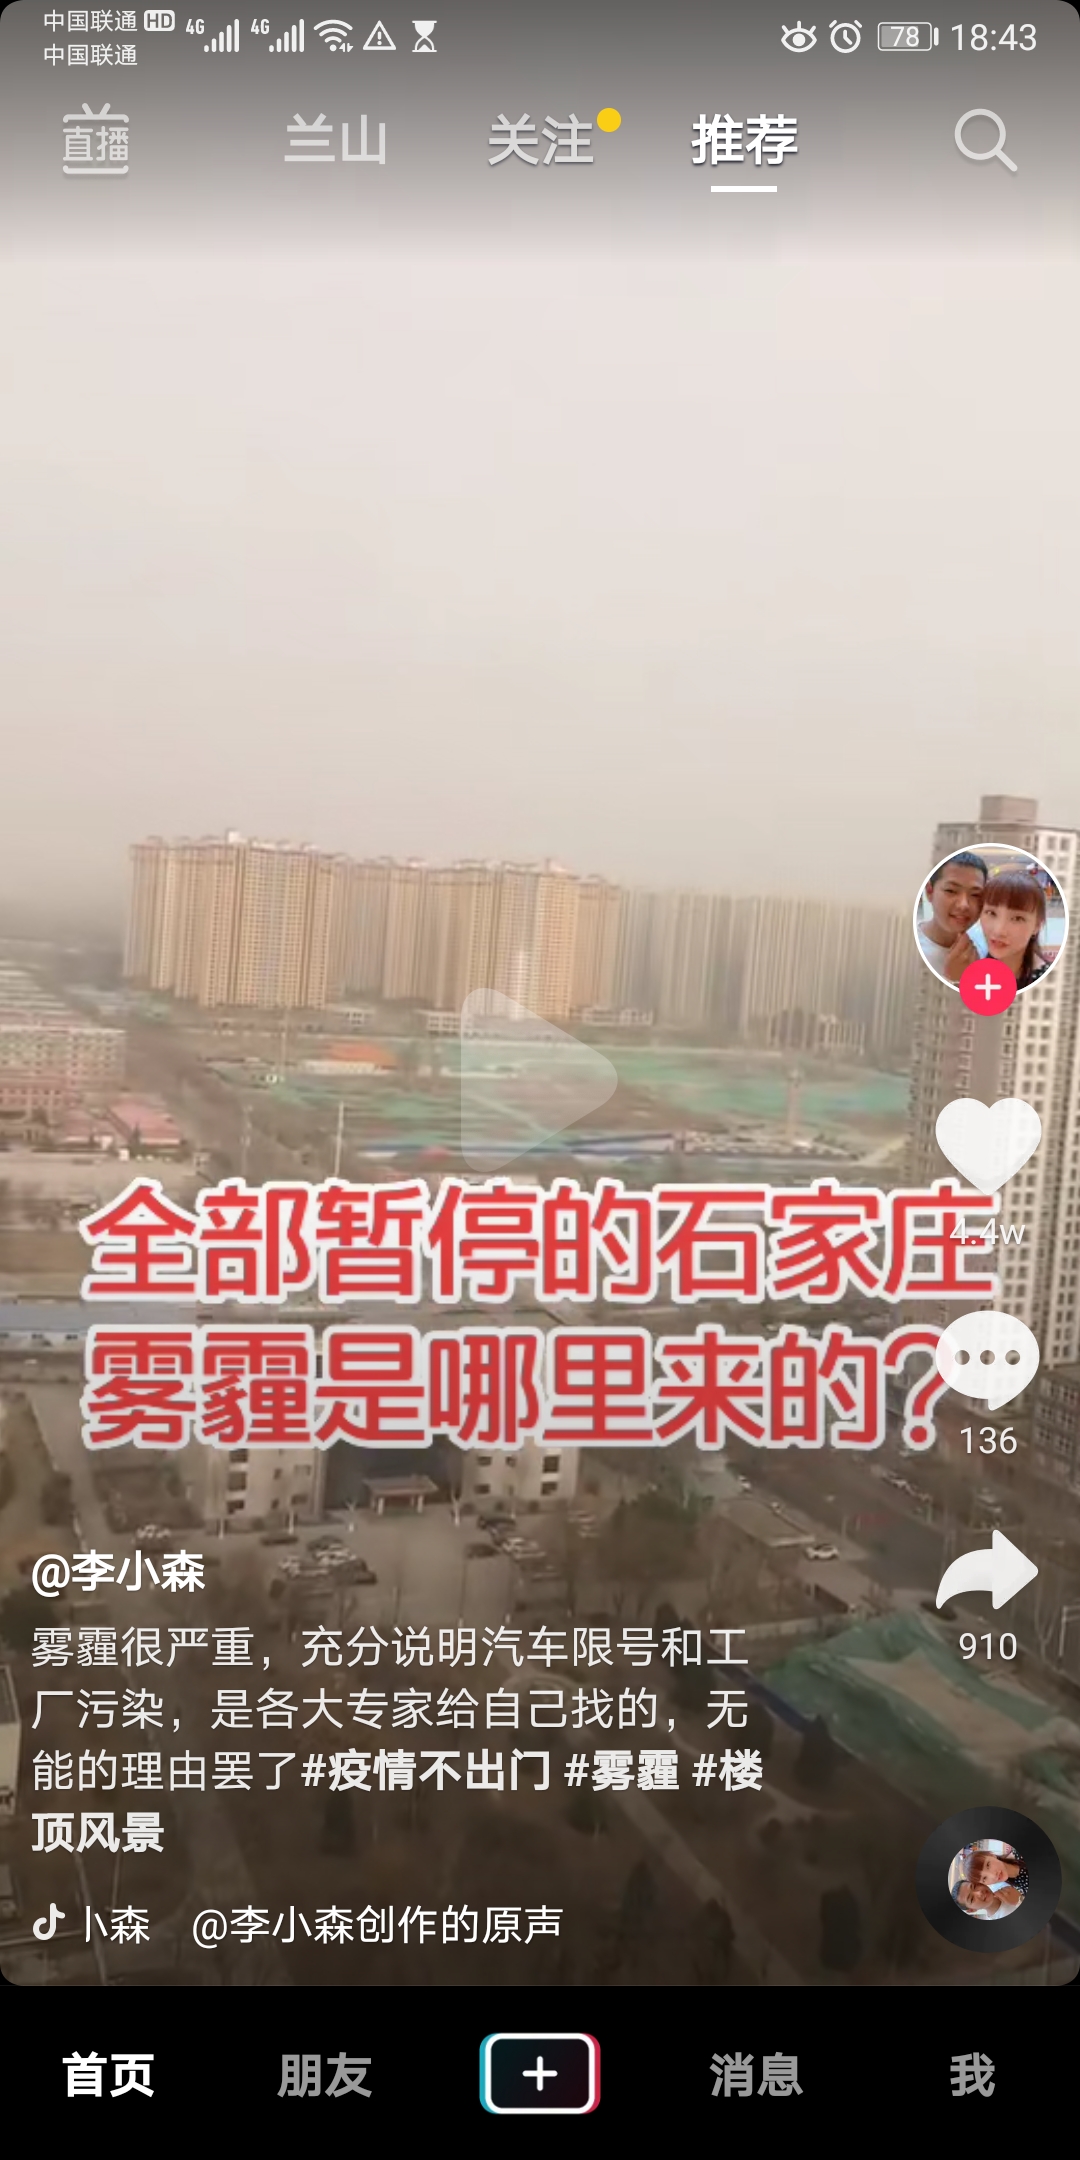 中国联通 HD 4G 4G 78 18:43
中国联通
直播 兰山 关注 推荐
全部暂停的石家庄
4.4w
雾霾是哪里来的?
136
@李小森
雾霾很严重，充分说明汽车限号和工
910
厂污染，是各大专家给自己找的，无
能的理由罢了#疫情不出门 #雾霾 #楼
顶风景
森 @李小森创作的原声
首页 朋友 消息 我